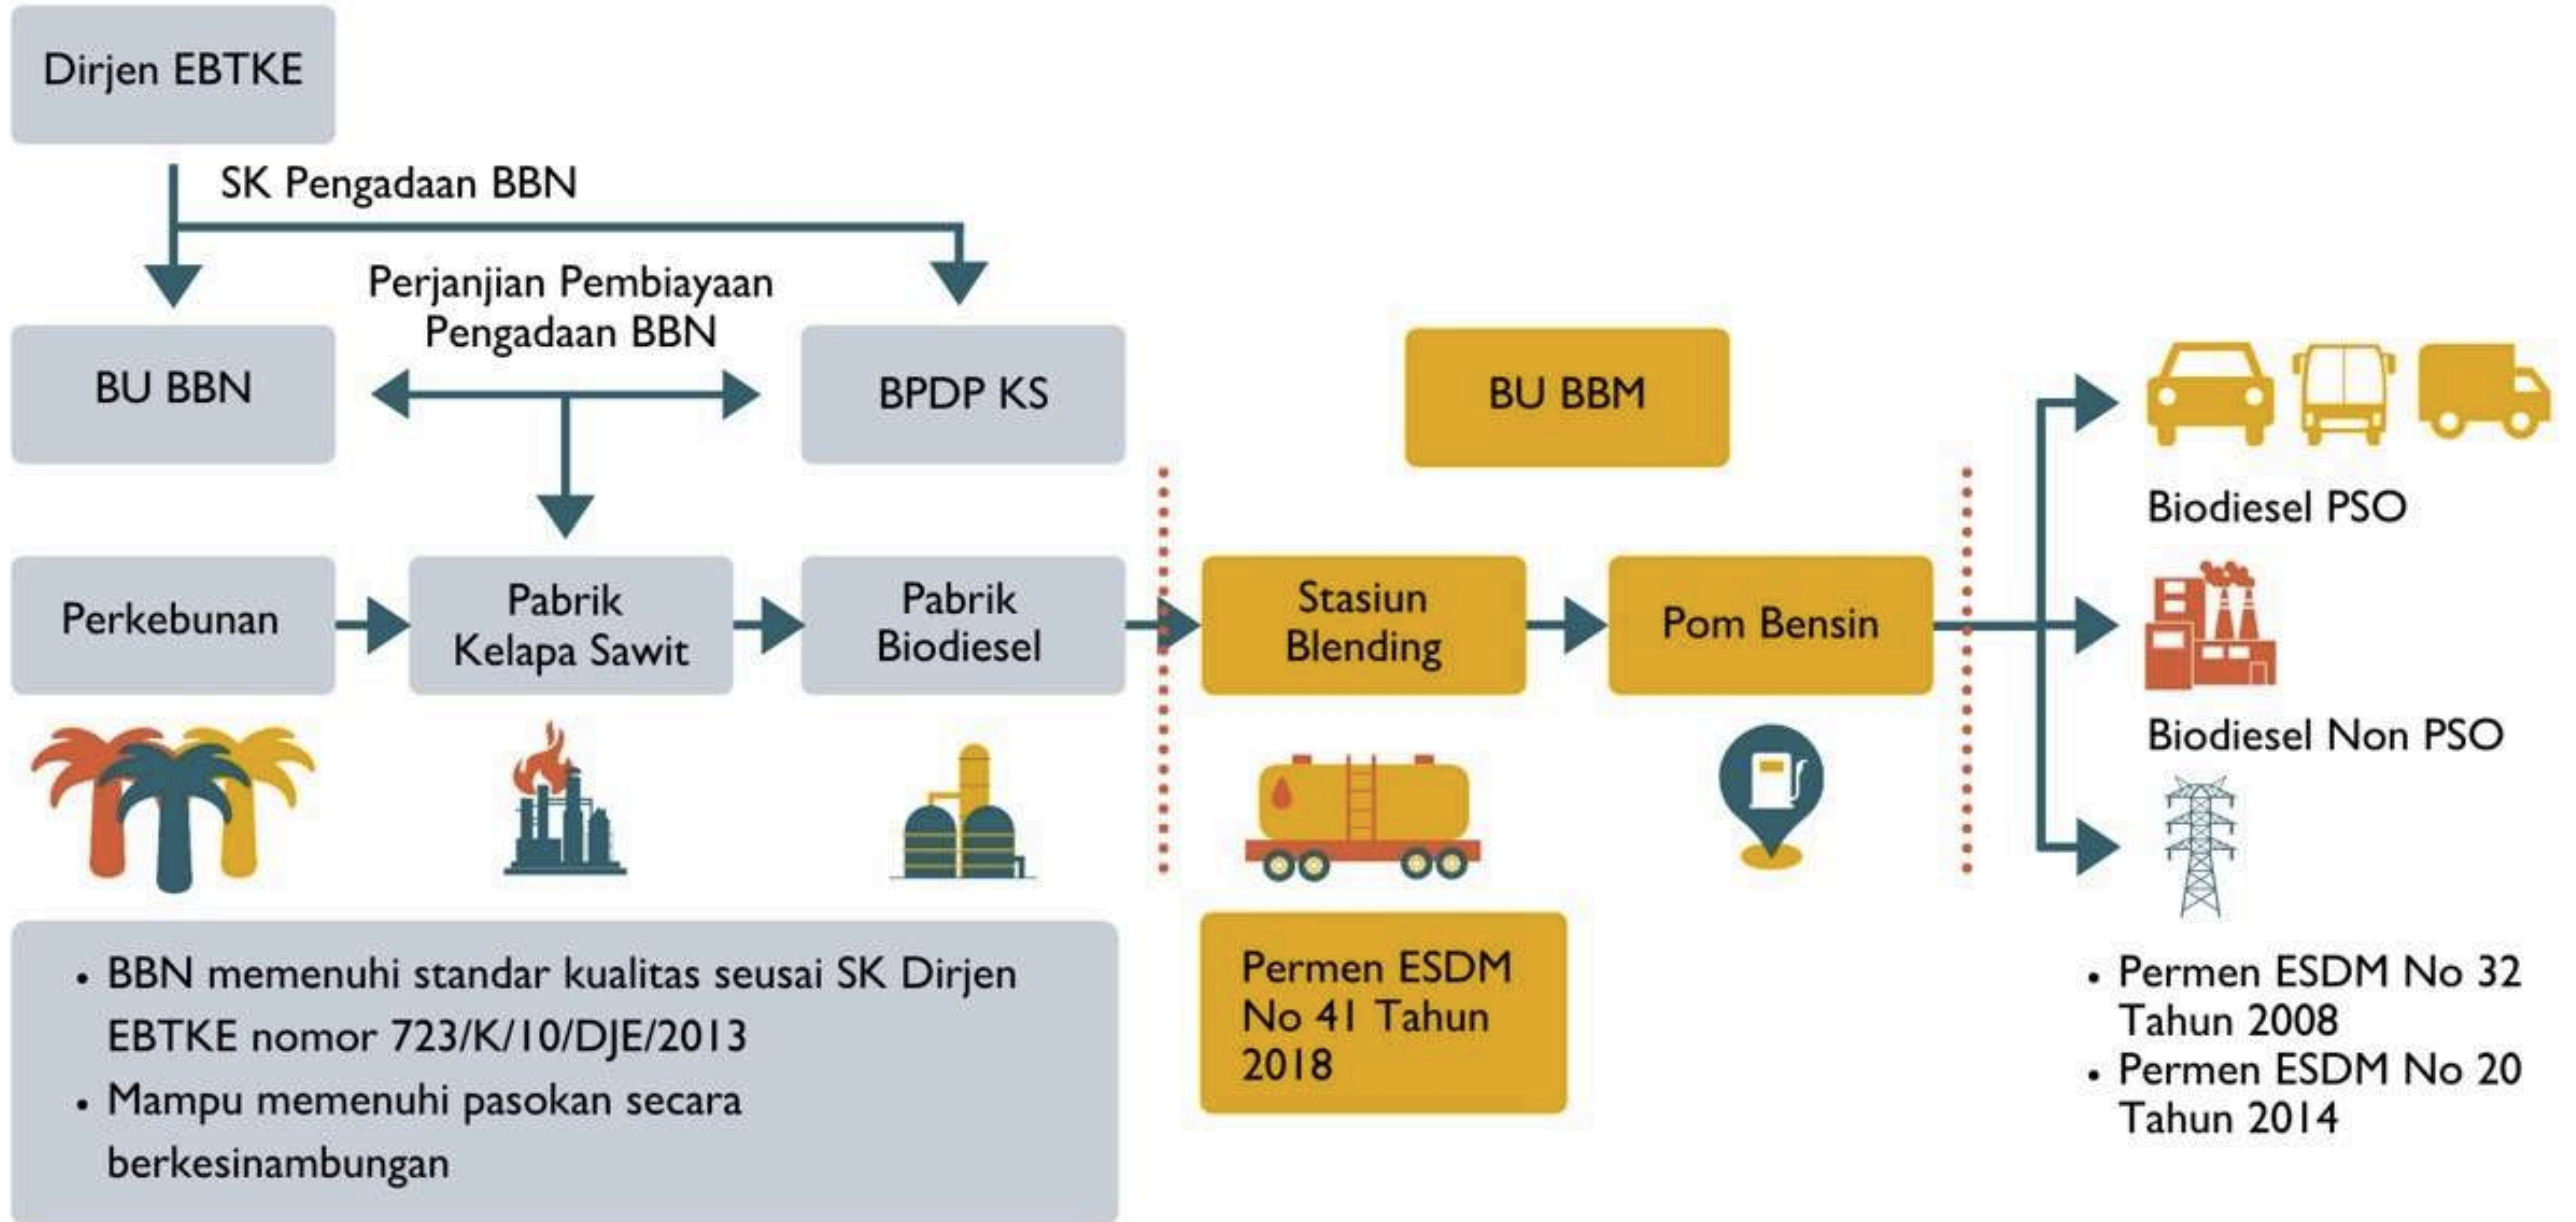 Dirjen EBTKE
SK Pengadaan BBN
Perjanjian Pembiayaan
Pengadaan BBN
BU BBN
BPDP KS
BU BBM
Biodiesel PSO
Perkebunan
Pabrik
Kelapa Sawit
Pabrik
Biodiesel
Stasiun
Blending
Pom Bensin
Biodiesel Non PSO
• BBN memenuhi standar kualitas seusai SK Dirjen
EBTKE nomor 723/K/10/DJE/2013
• Mampu memenuhi pasokan secara
berkesinambungan
Permen ESDM
No 41 Tahun
2018
• Permen ESDM No 32
Tahun 2008
• Permen ESDM No 20
Tahun 2014